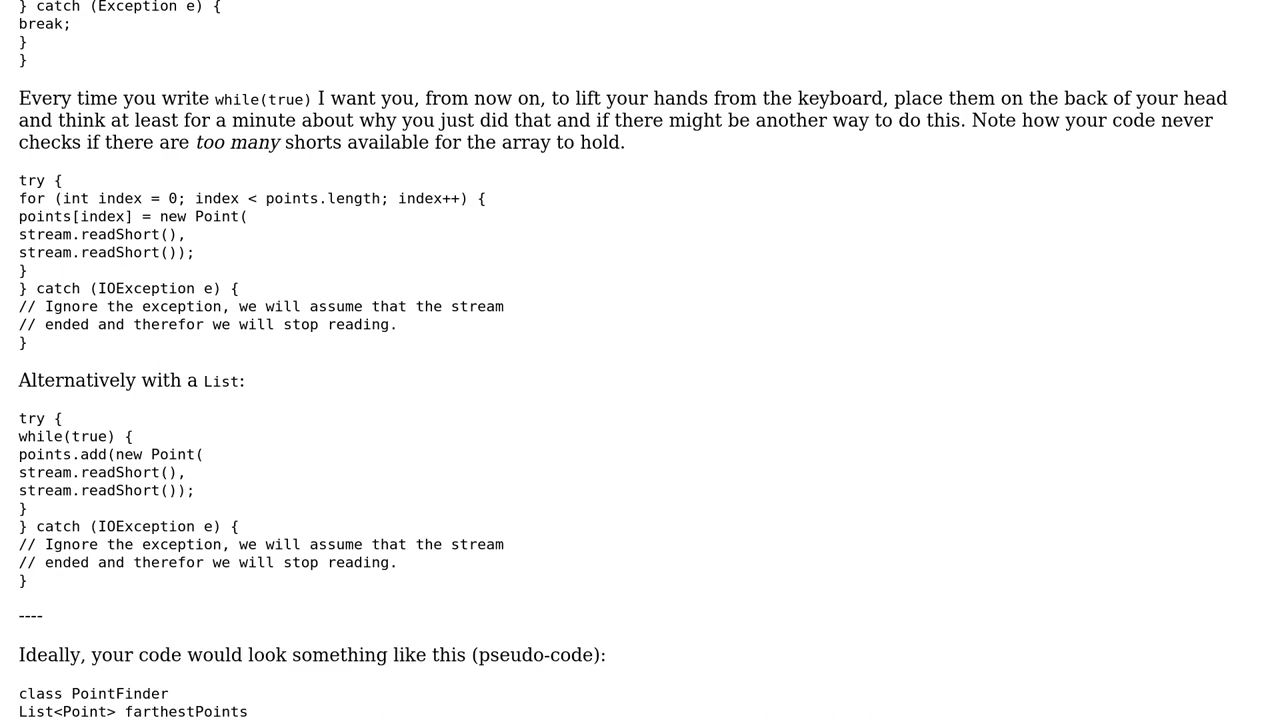 } catch (Exception e) {
break;
}
}
Every time you write while(true) I want you, from now on, to lift your hands from the keyboard, place them on the back of your head
and think at least for a minute about why you just did that and if there might be another way to do this. Note how your code never
checks if there are too many shorts available for the array to hold.
try {
for (int index = 0; index < points.length; index++) {
points[index] = new Point(
stream.readShort(),
stream.readShort());
}
} catch (IOException e) {
// Ignore the exception, we will assume that the stream
// ended and therefor we will stop reading.
}
Alternatively with a List:
try {
while(true) {
points.add(new Point(
stream.readShort(),
stream.readShort());
}
} catch (IOException e) {
// Ignore the exception, we will assume that the stream
// ended and therefor we will stop reading.
}
----
Ideally, your code would look something like this (pseudo-code):
class PointFinder
List<Point> farthestPoints